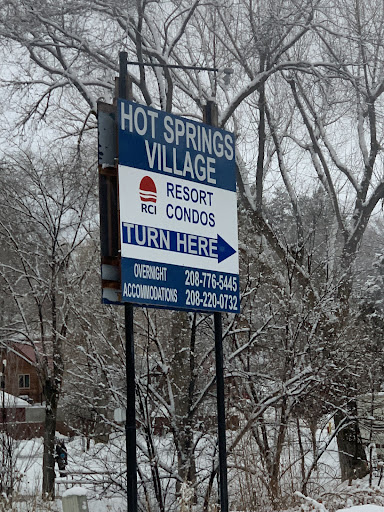 HOT SPRINGS
VILLAGE
RCI
RESORT
CONDOS
TURN HERE
OVERNIGHT 208-776-5445
ACCOMMODATIONS 208-220-0732